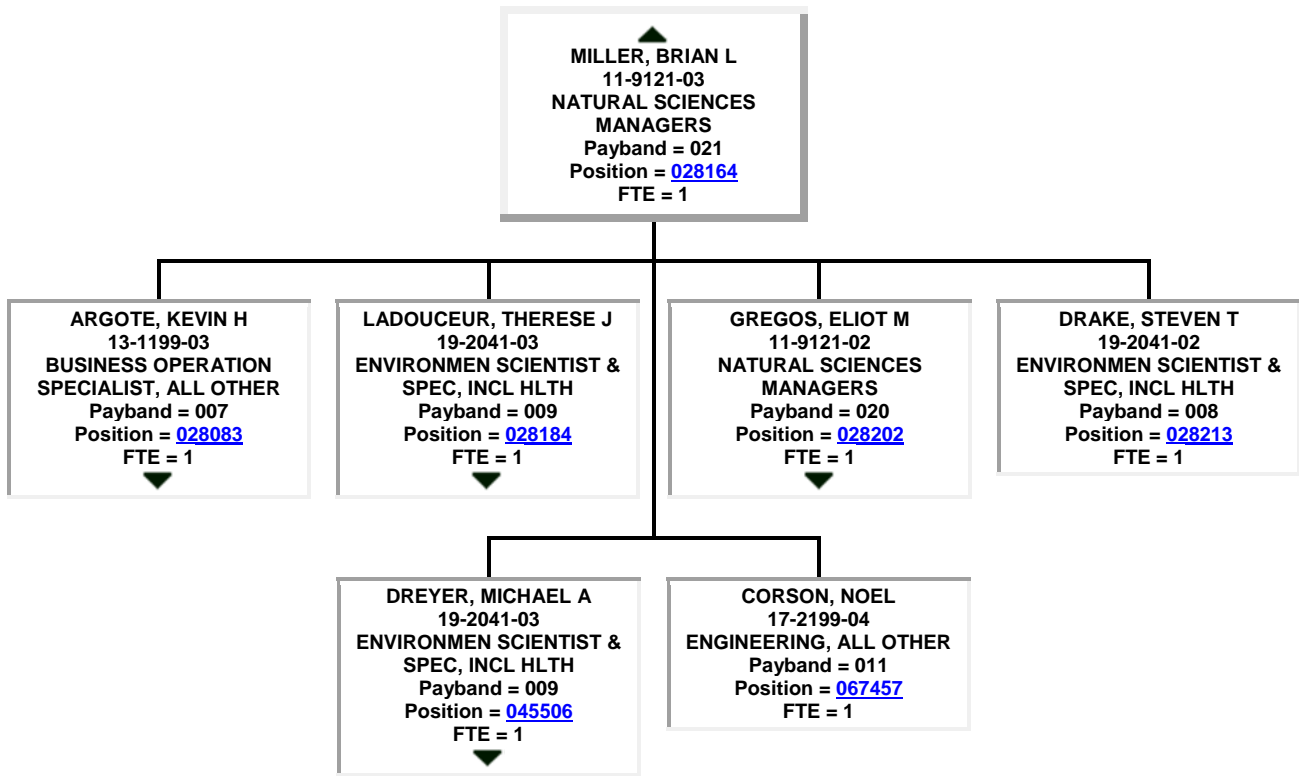 MILLER, BRIAN L
11-9121-03
NATURAL SCIENCES
MANAGERS
Payband = 021
Position = 028164
FTE = 1
ARGOTE, KEVIN H
13-1199-03
BUSINESS OPERATION
SPECIALIST, ALL OTHER
Payband = 007
Position = 028083
FTE = 1
LADOUCEUR, THERESE J
19-2041-03
ENVIRONMEN SCIENTIST &
SPEC, INCL HLTH
Payband = 009
Position = 028184
FTE = 1
GREGOS, ELIOT M
11-9121-02
NATURAL SCIENCES
MANAGERS
Payband = 020
Position = 028202
FTE = 1
DRAKE, STEVEN T
19-2041-02
ENVIRONMEN SCIENTIST &
SPEC, INCL HLTH
Payband = 008
Position = 028213
FTE = 1
DREYER, MICHAEL A
19-2041-03
ENVIRONMEN SCIENTIST &
SPEC, INCL HLTH
Payband = 009
Position = 045506
FTE = 1
CORSON, NOEL
17-2199-04
ENGINEERING, ALL OTHER
Payband = 011
Position = 067457
FTE = 1